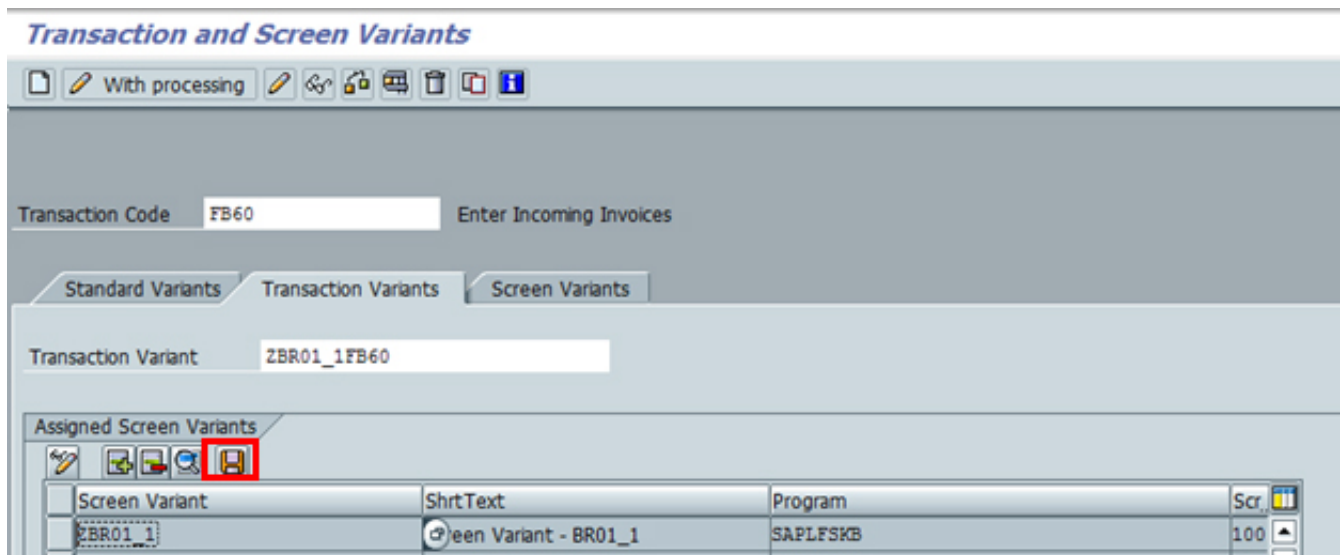 Transaction and Screen Variants
With processing
Transaction Code FB60 Enter Incoming Invoices
Standard Variants Transaction Variants Screen Variants
Transaction Variant ZBR01_1FB60
Assigned Screen Variants
Screen Variant ShrtText Program Scr.
ZBR01_1 een Variant - BR01_1 SAPLFSKB 100